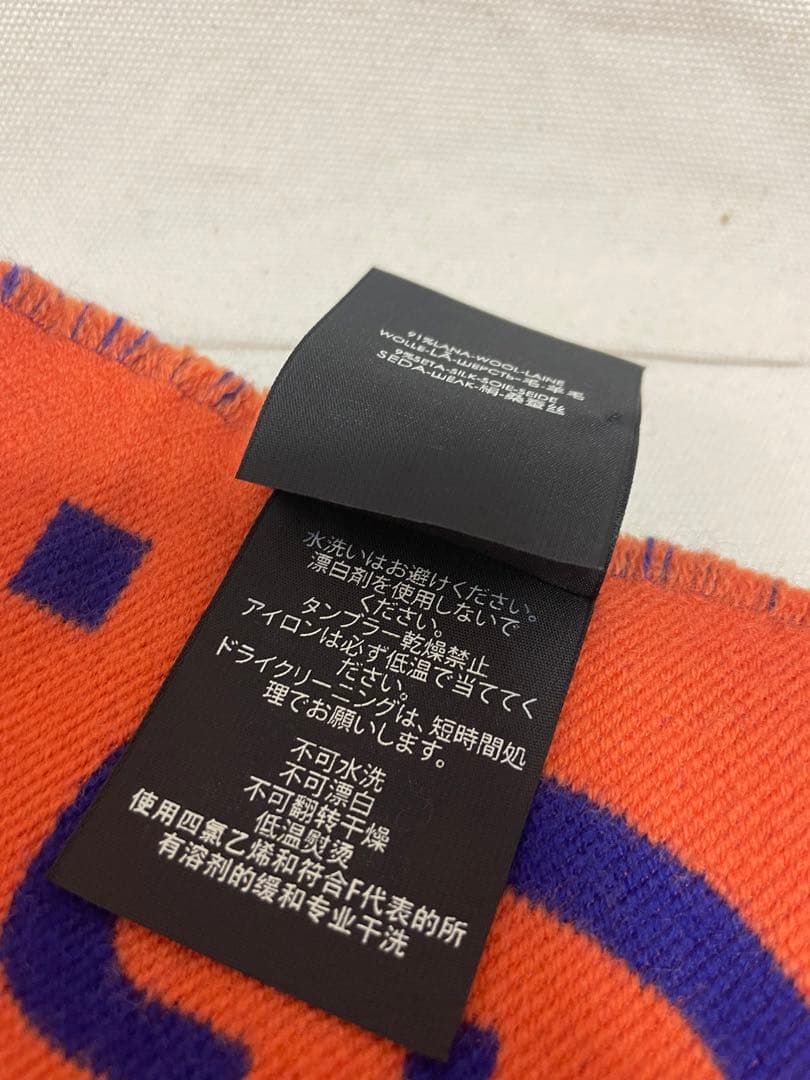 91%LANA-WOOL-LAINE
WOLLE-LÃ-ШЕРСТЬ-毛-羊毛
9%SETA-SILK-SOIE-SEIDE
SEDA-ШЕЛК-絹-桑蚕丝
水洗いはお避けください。
漂白剤を使用しないで
ください。
タンブラー乾燥禁止
アイロンは必ず低温で当ててく
ださい。
ドライクリーニングは、短時間処
理でお願いします。
不可水洗
不可漂白
不可翻转干燥
低温熨烫
使用四氯乙烯和符合F代表的所
有溶剂的缓和专业干洗